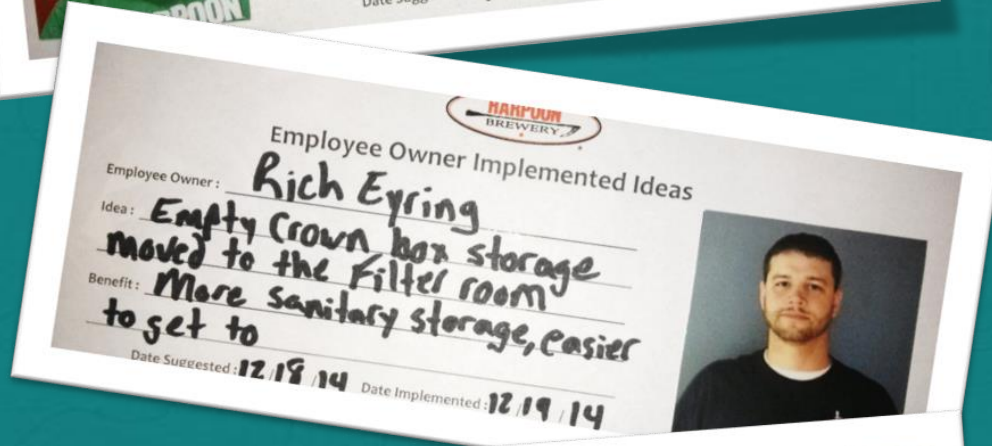 HARPOON
BREWERY
Employee Owner Implemented Ideas
Employee Owner: Rich Eyring
Idea: Empty Crown box storage
moved to the Filter room
Benefit: More sanitary storage, easier
to get to
Date Suggested: 12/18/14 Date Implemented: 12/19/14